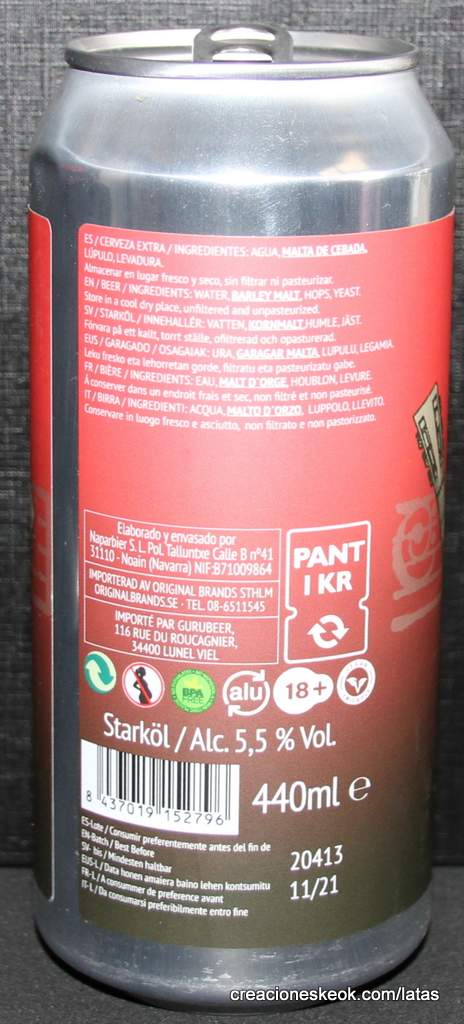 ES / CERVEZA EXTRA / INGREDIENTES: AGUA, MALTA DE CEBADA,
LÚPULO, LEVADURA.
Almacenar en lugar fresco y seco, sin filtrar ni pasteurizar.
EN / BEER / INGREDIENTS: WATER, BARLEY MALT, HOPS, YEAST.
Store in a cool dry place, unfiltered and unpasteurized.
SV / STARKÖL / INNEHALLÉR: VATTEN, KORNMALT, HUMLE, JÄST.
Förvara på ett kallt, torrt ställe, ofiltrerad och opasturerad.
EUS / GARAGADO / OSAGAIAK: URA, GARAGAR MALTA, LUPULU, LEGAMIA.
Leku fresko eta lehorretan gorde, filtratu eta pasteurizatu gabe.
FR / BIÈRE / INGREDIENTS: EAU, MALT D'ORGE, HOUBLON, LEVURE.
À conserver dans un endroit frais et sec, non filtré et non pasteurisé.
IT / BIRRA / INGREDIENTI: ACQUA, MALTO D'ORZO, LUPPOLO, LLEVITO.
Conservare in luogo fresco e asciutto, non filtrato e non pastorizzato.
Elaborado y envasado por
Naparbier S.L. Pol. Talluntxe Calle B nº41
31110 - Noain (Navarra) NIF:B71009864
IMPORTERAD AV ORIGINAL BRANDS STHLM
ORIGINALBRANDS.SE - TEL. 08-6511545
IMPORTÉ PAR GURUBEER,
116 RUE DU ROUCAGNIER,
34400 LUNEL VIEL
PANT
1 KR
BPA
FREE
alu
18+
Starköl / Alc. 5,5 % Vol.
8 437019 152796
440ml e
ES-Lote / Consumir preferentemente antes del fin de
EN-Batch / Best Before
SV- bis / Mindesten haltbar
EUS-L / Data honen amaiera baino lehen kontsumitu
FR-L / A consummer de preference avant
IT-L / Da consumarsi preferibilmente entro fine
20413
11/21
creacioneskeok.com/latas